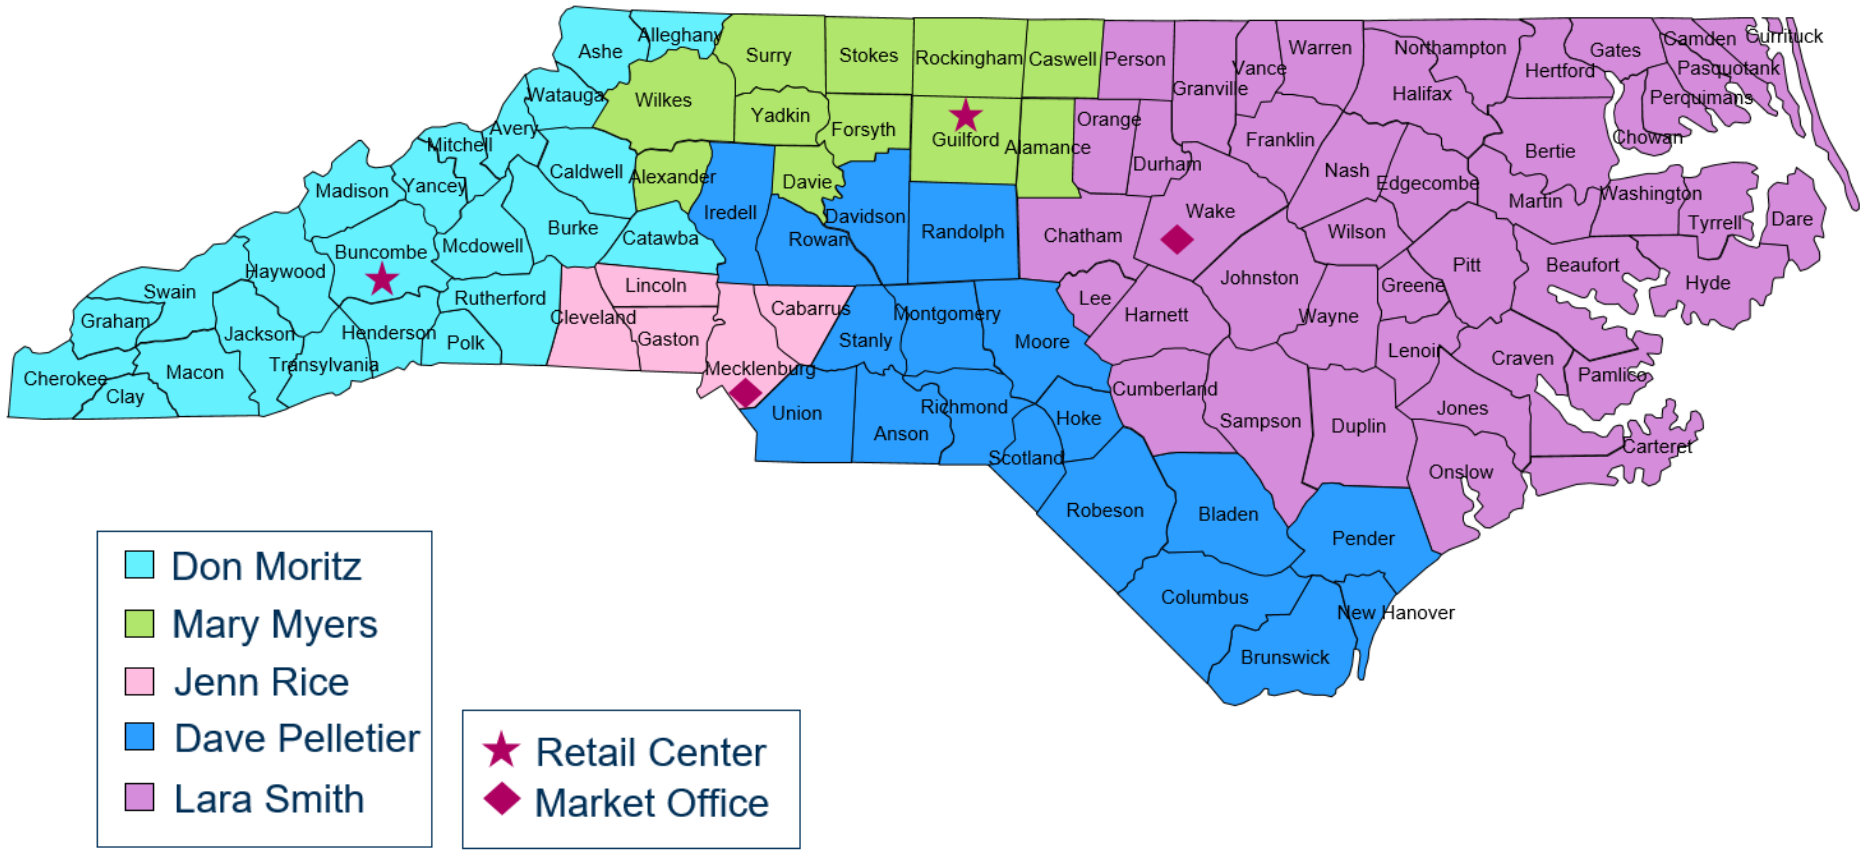 Ashe
Alleghany
Surry
Stokes
Rockingham
Caswell
Person
Granville
Vance
Warren
Northampton
Hertford
Gates
Camden
Currituck
Pasquotank
Perquimans
Chowan
Watauga
Wilkes
Yadkin
Forsyth
Guilford
Alamance
Orange
Durham
Franklin
Halifax
Nash
Edgecombe
Bertie
Martin
Washington
Tyrrell
Dare
Avery
Mitchell
Yancey
Madison
Caldwell
Alexander
Iredell
Davie
Davidson
Rowan
Randolph
Chatham
Wake
Wilson
Johnston
Greene
Pitt
Beaufort
Hyde
Buncombe
Mcdowell
Burke
Catawba
Haywood
Swain
Graham
Jackson
Henderson
Rutherford
Polk
Transylvania
Cherokee
Clay
Macon
Cleveland
Lincoln
Gaston
Mecklenburg
Cabarrus
Stanly
Montgomery
Moore
Lee
Harnett
Wayne
Lenoir
Craven
Pamlico
Union
Anson
Richmond
Scotland
Hoke
Cumberland
Sampson
Duplin
Jones
Carteret
Onslow
Robeson
Bladen
Pender
Columbus
Brunswick
New Hanover
Don Moritz
Mary Myers
Jenn Rice
Dave Pelletier
Lara Smith
Retail Center
Market Office